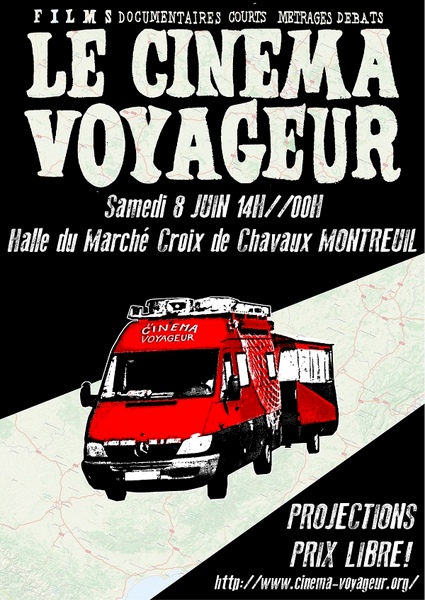 FILMS DOCUMENTAIRES COURTS METRAGES DEBATS
LE CINEMA
VOYAGEUR
Samedi 8 JUIN 14H//00H
Halle du Marché Croix de Chavaux MONTREUIL
CINEMA
VOYAGEUR
PROJECTIONS
PRIX LIBRE!
http://www.cinema-voyageur.org/